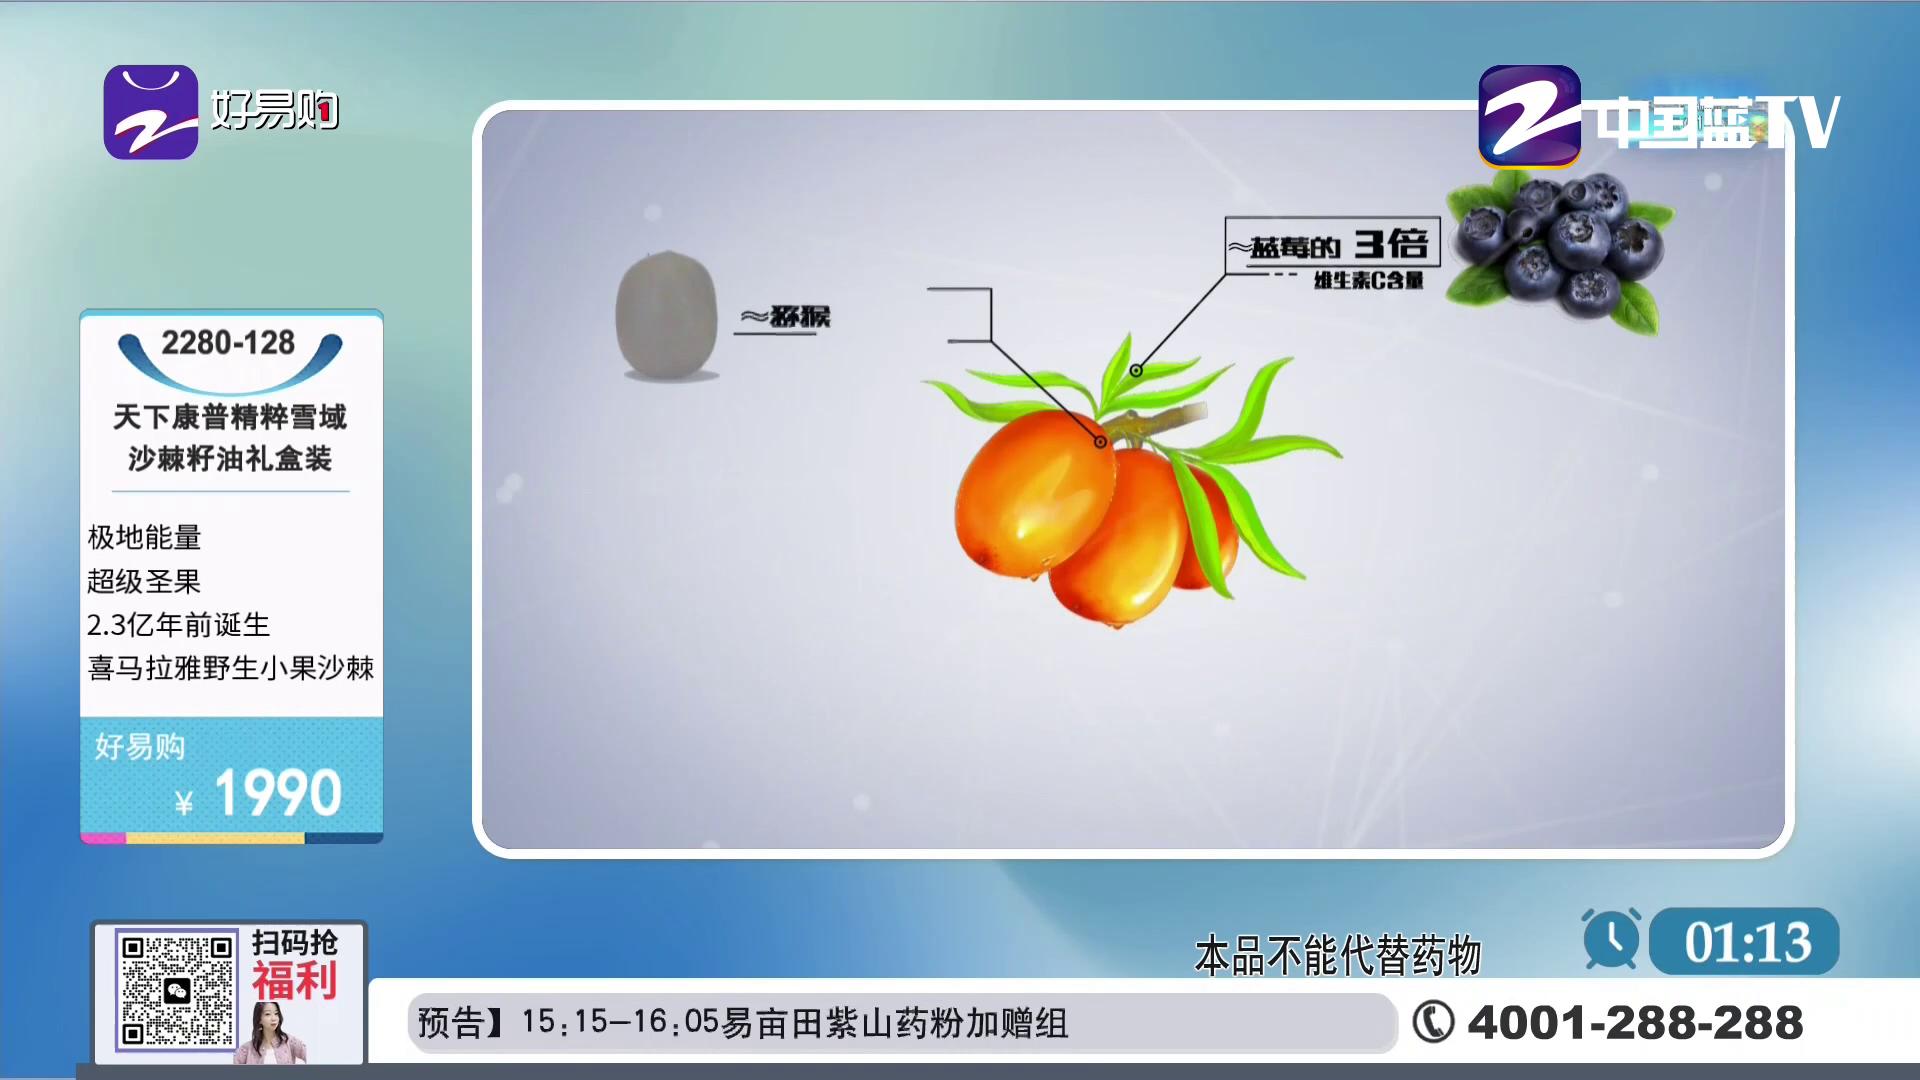 好易购1
中国蓝TV
≈蓝莓的 3倍
维生素C含量
≈猕猴
2280-128
天下康普精粹雪域
沙棘籽油礼盒装
极地能量
超级圣果
2.3亿年前诞生
喜马拉雅野生小果沙棘
好易购
¥ 1990
扫码抢
福利
本品不能代替药物
01:13
预告】15:15-16:05易亩田紫山药粉加赠组
4001-288-288